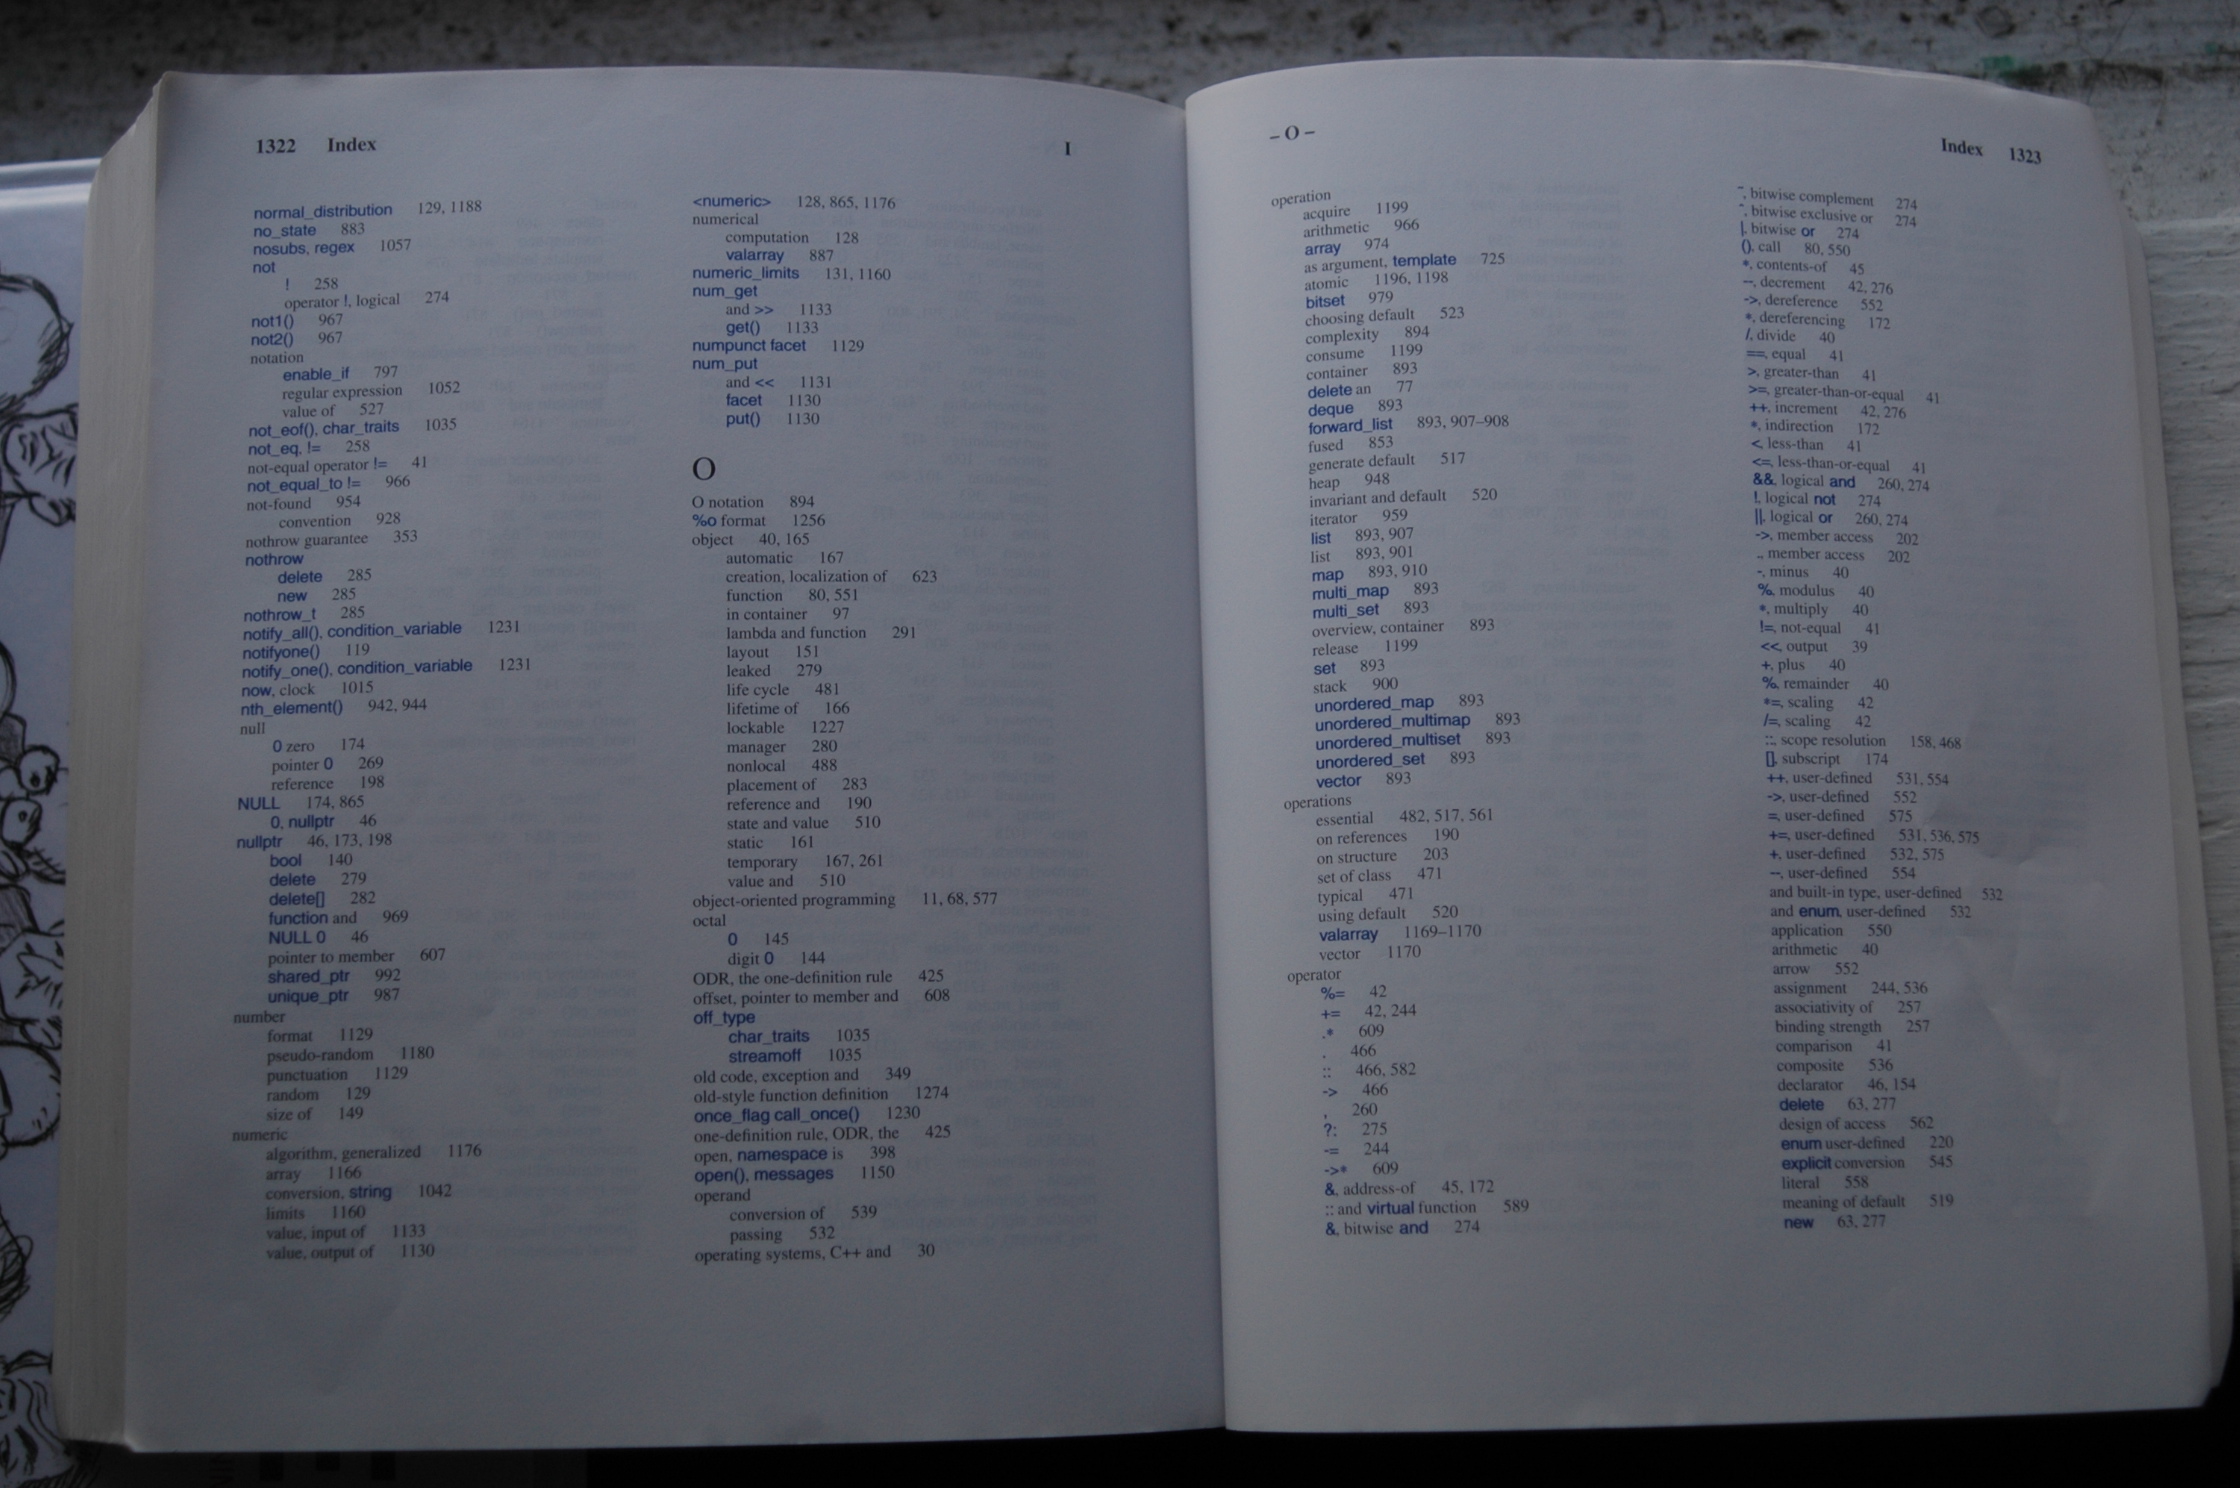 1322 Index I
normal_distribution 129, 1188
no_state 883
nosubs, regex 1057
not
! 258
operator !, logical 274
not1() 967
not2() 967
notation
enable_if 797
regular expression 1052
value of 527
not_eof(), char_traits 1035
not_eq, != 258
not-equal operator != 41
not_equal_to != 966
not-found 954
convention 928
nothrow guarantee 353
nothrow
delete 285
new 285
nothrow_t 285
notify_all(), condition_variable 1231
notifyone() 119
notify_one(), condition_variable 1231
now, clock 1015
nth_element() 942, 944
null
0 zero 174
pointer 0 269
reference 198
NULL 174, 865
0, nullptr 46
nullptr 46, 173, 198
bool 140
delete 279
delete[] 282
function and 969
NULL 0 46
pointer to member 607
shared_ptr 992
unique_ptr 987
number
format 1129
pseudo-random 1180
punctuation 1129
random 129
size of 149
numeric
algorithm, generalized 1176
array 1166
conversion, string 1042
limits 1160
value, input of 1133
value, output of 1130
<numeric> 128, 865, 1176
numerical
computation 128
valarray 887
numeric_limits 131, 1160
num_get
and >> 1133
get() 1133
numpunct facet 1129
num_put
and << 1131
facet 1130
put() 1130
O
O notation 894
%o format 1256
object 40, 165
automatic 167
creation, localization of 623
function 80, 551
in container 97
lambda and function 291
layout 151
leaked 279
life cycle 481
lifetime of 166
lockable 1227
manager 280
nonlocal 488
placement of 283
reference and 190
state and value 510
static 161
temporary 167, 261
value and 510
object-oriented programming 11, 68, 577
octal
0 145
digit 0 144
ODR, the one-definition rule 425
offset, pointer to member and 608
off_type
char_traits 1035
streamoff 1035
old code, exception and 349
old-style function definition 1274
once_flag call_once() 1230
one-definition rule, ODR, the 425
open, namespace is 398
open(), messages 1150
operand
conversion of 539
passing 532
operating systems, C++ and 30
– O – Index 1323
operation
acquire 1199
arithmetic 966
array 974
as argument, template 725
atomic 1196, 1198
bitset 979
choosing default 523
complexity 894
consume 1199
container 893
delete an 77
deque 893
forward_list 893, 907–908
fused 853
generate default 517
heap 948
invariant and default 520
iterator 959
list 893, 907
list 893, 901
map 893, 910
multi_map 893
multi_set 893
overview, container 893
release 1199
set 893
stack 900
unordered_map 893
unordered_multimap 893
unordered_multiset 893
unordered_set 893
vector 893
operations
essential 482, 517, 561
on references 190
on structure 203
set of class 471
typical 471
using default 520
valarray 1169–1170
vector 1170
operator
%= 42
+= 42, 244
.* 609
. 466
:: 466, 582
-> 466
, 260
?: 275
-= 244
->* 609
&, address-of 45, 172
:: and virtual function 589
&, bitwise and 274
~, bitwise complement 274
^, bitwise exclusive or 274
|, bitwise or 274
(), call 80, 550
*, contents-of 45
--, decrement 42, 276
->, dereference 552
*, dereferencing 172
/, divide 40
==, equal 41
>, greater-than 41
>=, greater-than-or-equal 41
++, increment 42, 276
*, indirection 172
<, less-than 41
<=, less-than-or-equal 41
&&, logical and 260, 274
!, logical not 274
||, logical or 260, 274
->, member access 202
., member access 202
-, minus 40
%, modulus 40
*, multiply 40
!=, not-equal 41
<<, output 39
+, plus 40
%, remainder 40
*=, scaling 42
/=, scaling 42
::, scope resolution 158, 468
[], subscript 174
++, user-defined 531, 554
->, user-defined 552
=, user-defined 575
+=, user-defined 531, 536, 575
+, user-defined 532, 575
--, user-defined 554
and built-in type, user-defined 532
and enum, user-defined 532
application 550
arithmetic 40
arrow 552
assignment 244, 536
associativity of 257
binding strength 257
comparison 41
composite 536
declarator 46, 154
delete 63, 277
design of access 562
enum user-defined 220
explicit conversion 545
literal 558
meaning of default 519
new 63, 277